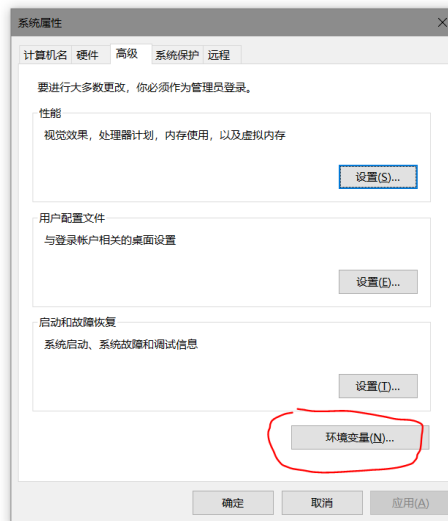 系统属性
计算机名 硬件 高级 系统保护 远程
要进行大多数更改，你必须作为管理员登录。
性能
视觉效果，处理器计划，内存使用，以及虚拟内存
设置(S)...
用户配置文件
与登录帐户相关的桌面设置
设置(E)...
启动和故障恢复
系统启动、系统故障和调试信息
设置(T)...
环境变量(N)...
确定 取消 应用(A)